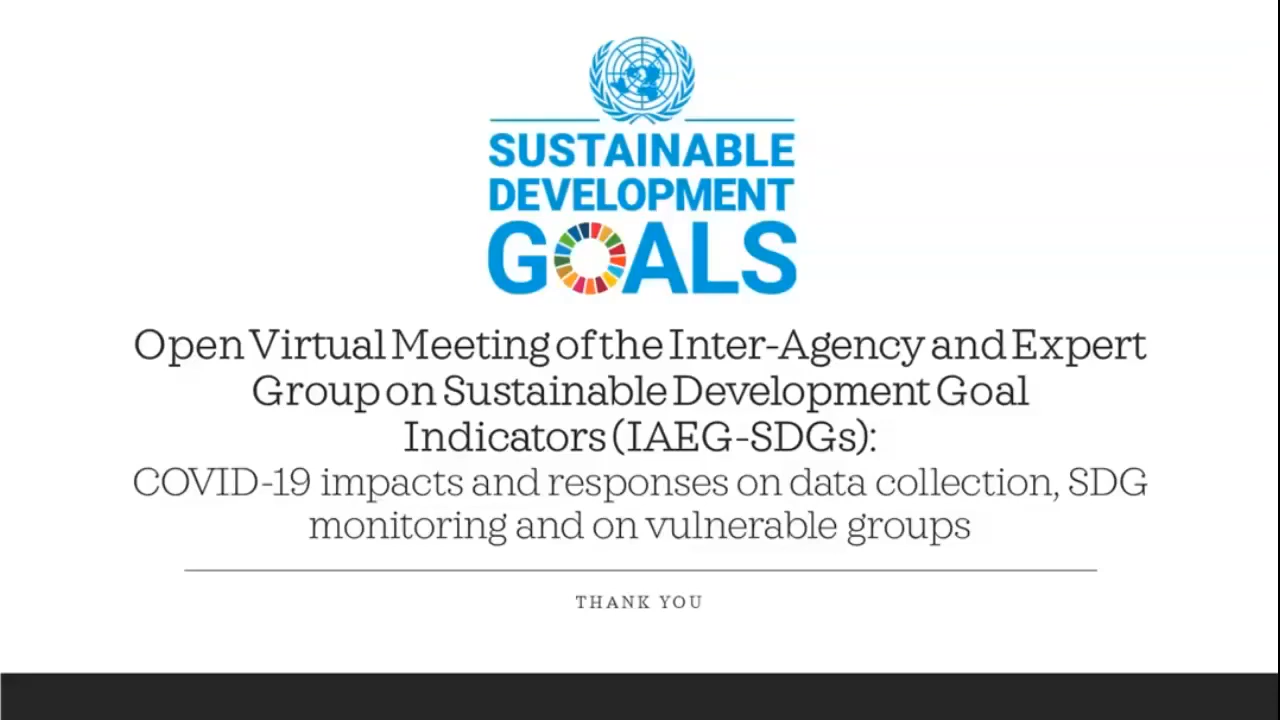 SUSTAINABLE
DEVELOPMENT
GOALS
Open Virtual Meeting of the Inter-Agency and Expert
Group on Sustainable Development Goal
Indicators (IAEG-SDGs):
COVID-19 impacts and responses on data collection, SDG
monitoring and on vulnerable groups
THANK YOU